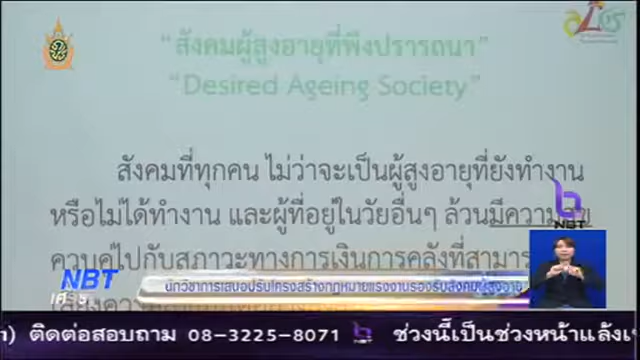 “สังคมผู้สูงอายุที่พึงปรารถนา”
“Desired Ageing Society”
สังคมที่ทุกคน ไม่ว่าจะเป็นผู้สูงอายุที่ยังทำงาน
หรือไม่ได้ทำงาน และผู้ที่อยู่ในวัยอื่นๆ ล้วนมีความ
NBT
ควบคู่ไปกับสภาวะทางการเงินการคลังที่สามาร
NBT
นักวิชาการเสนอปรับโครงสร้างกฎหมายแรงงานรองรับสังคมผู้สูงอายุ
ติดต่อสอบถาม 08-3225-8071 ช่วงนี้เป็นช่วงหน้าแล้ง